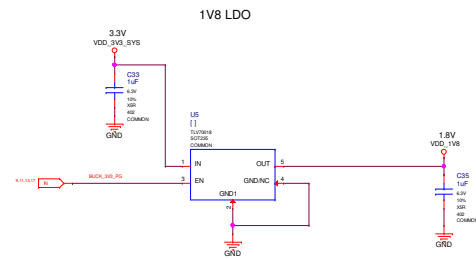 1V8 LDO
3.3V
VDD_3V3_SYS
C33
1uF
6.3V
10%
X5R
402
COMMON
GND
U5
[ ]
TLV70018
SOT235
COMMON
1 IN
OUT 5
3 EN
GND/NC 4
GND1
2
GND
IN
BUCK_3V3_PG
1.8V
VDD_1V8
C35
1uF
6.3V
10%
X5R
402
COMMON
GND